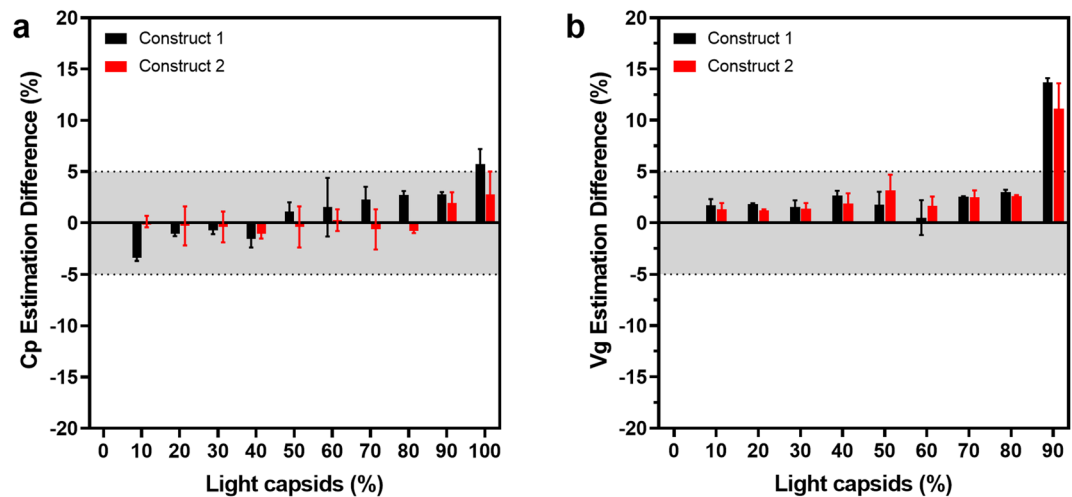 a
Construct 1
Construct 2
Cp Estimation Difference (%)
20
15
10
5
0
-5
-10
-15
-20
0 10 20 30 40 50 60 70 80 90 100
Light capsids (%)
b
Construct 1
Construct 2
Vg Estimation Difference (%)
20
15
10
5
0
-5
-10
-15
-20
0 10 20 30 40 50 60 70 80 90
Light capsids (%)